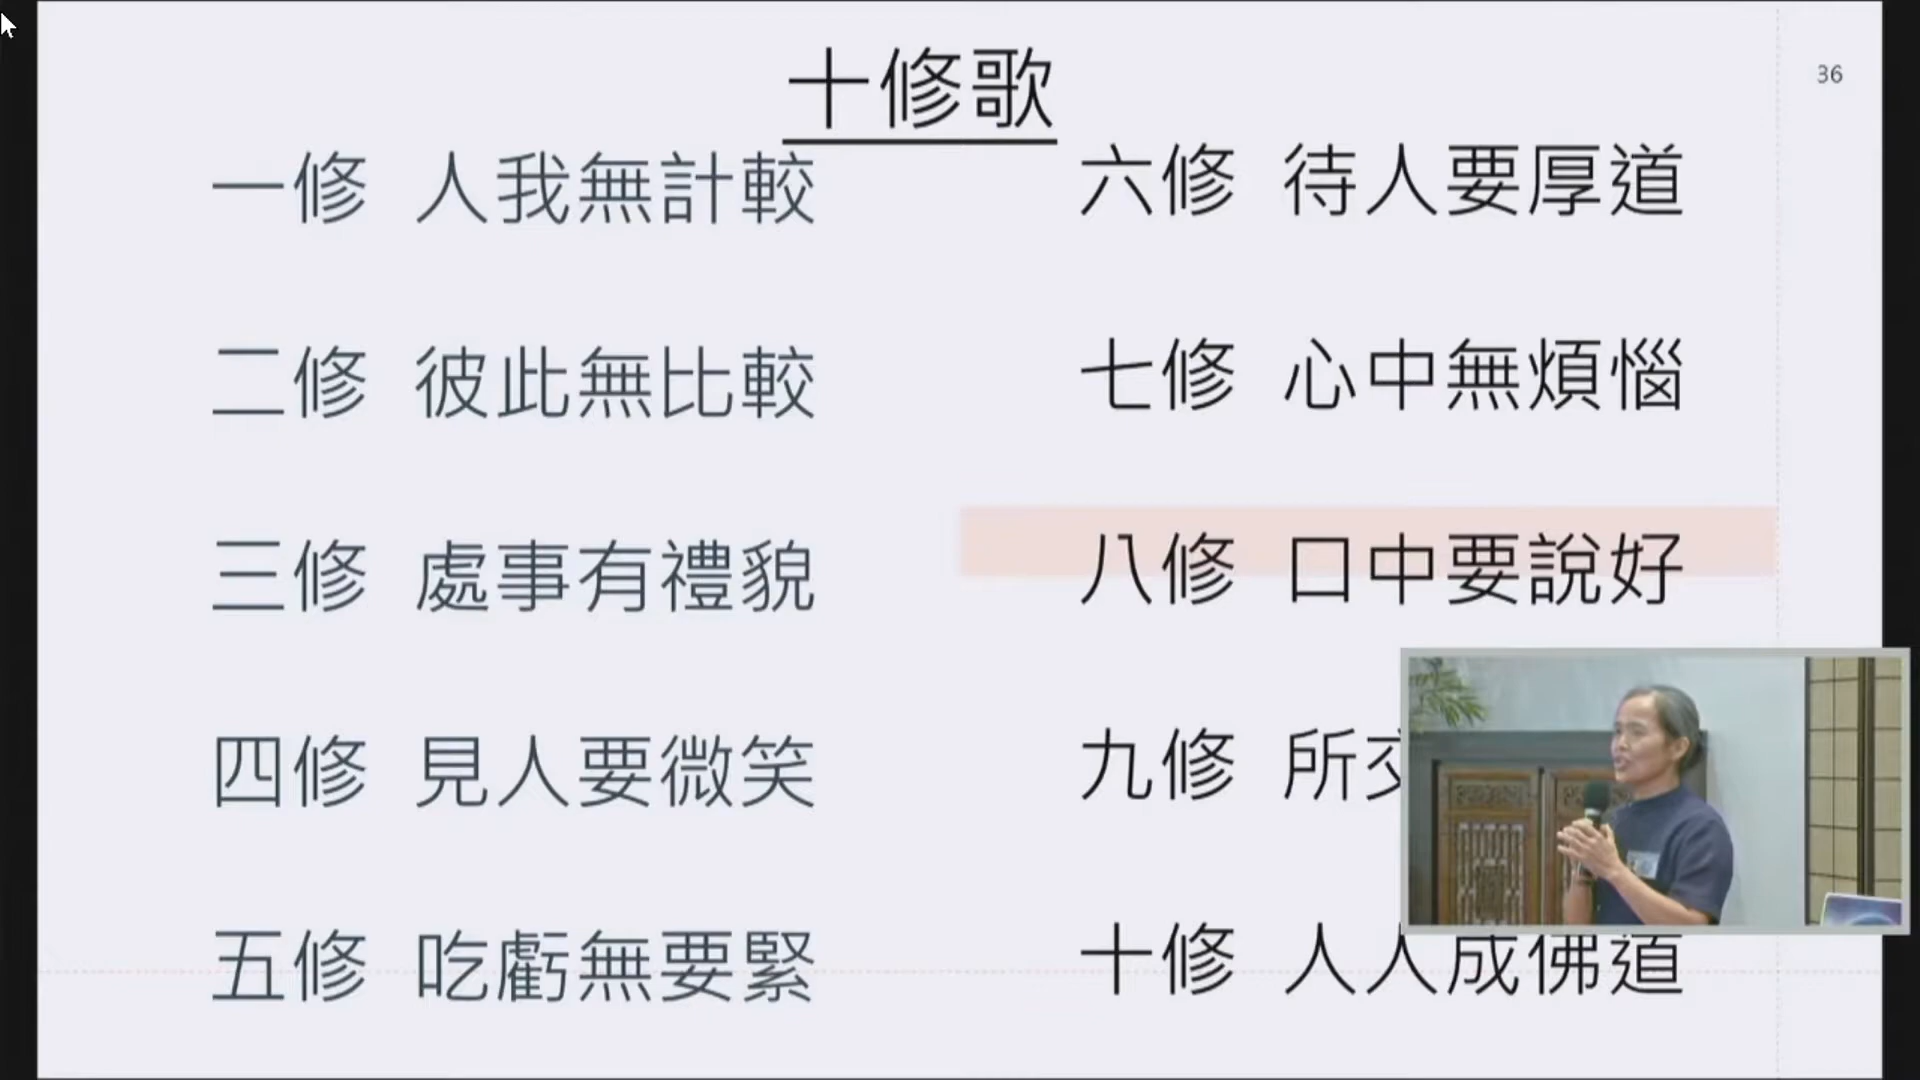 十修歌
36
一修 人我無計較
二修 彼此無比較
三修 處事有禮貌
四修 見人要微笑
五修 吃虧無要緊
六修 待人要厚道
七修 心中無煩惱
八修 口中要說好
九修 所交
十修 人人成佛道